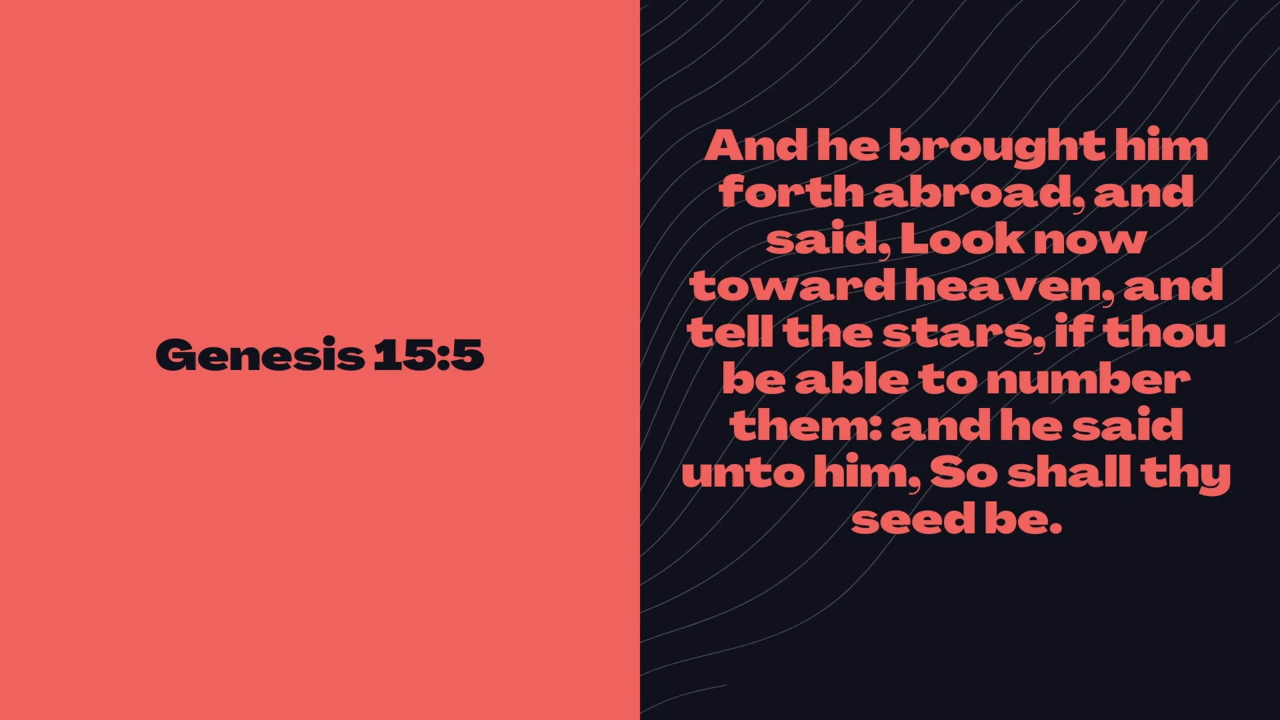 Genesis 15:5
And he brought him
forth abroad, and
said, Look now
toward heaven, and
tell the stars, if thou
be able to number
them: and he said
unto him, So shall thy
seed be.